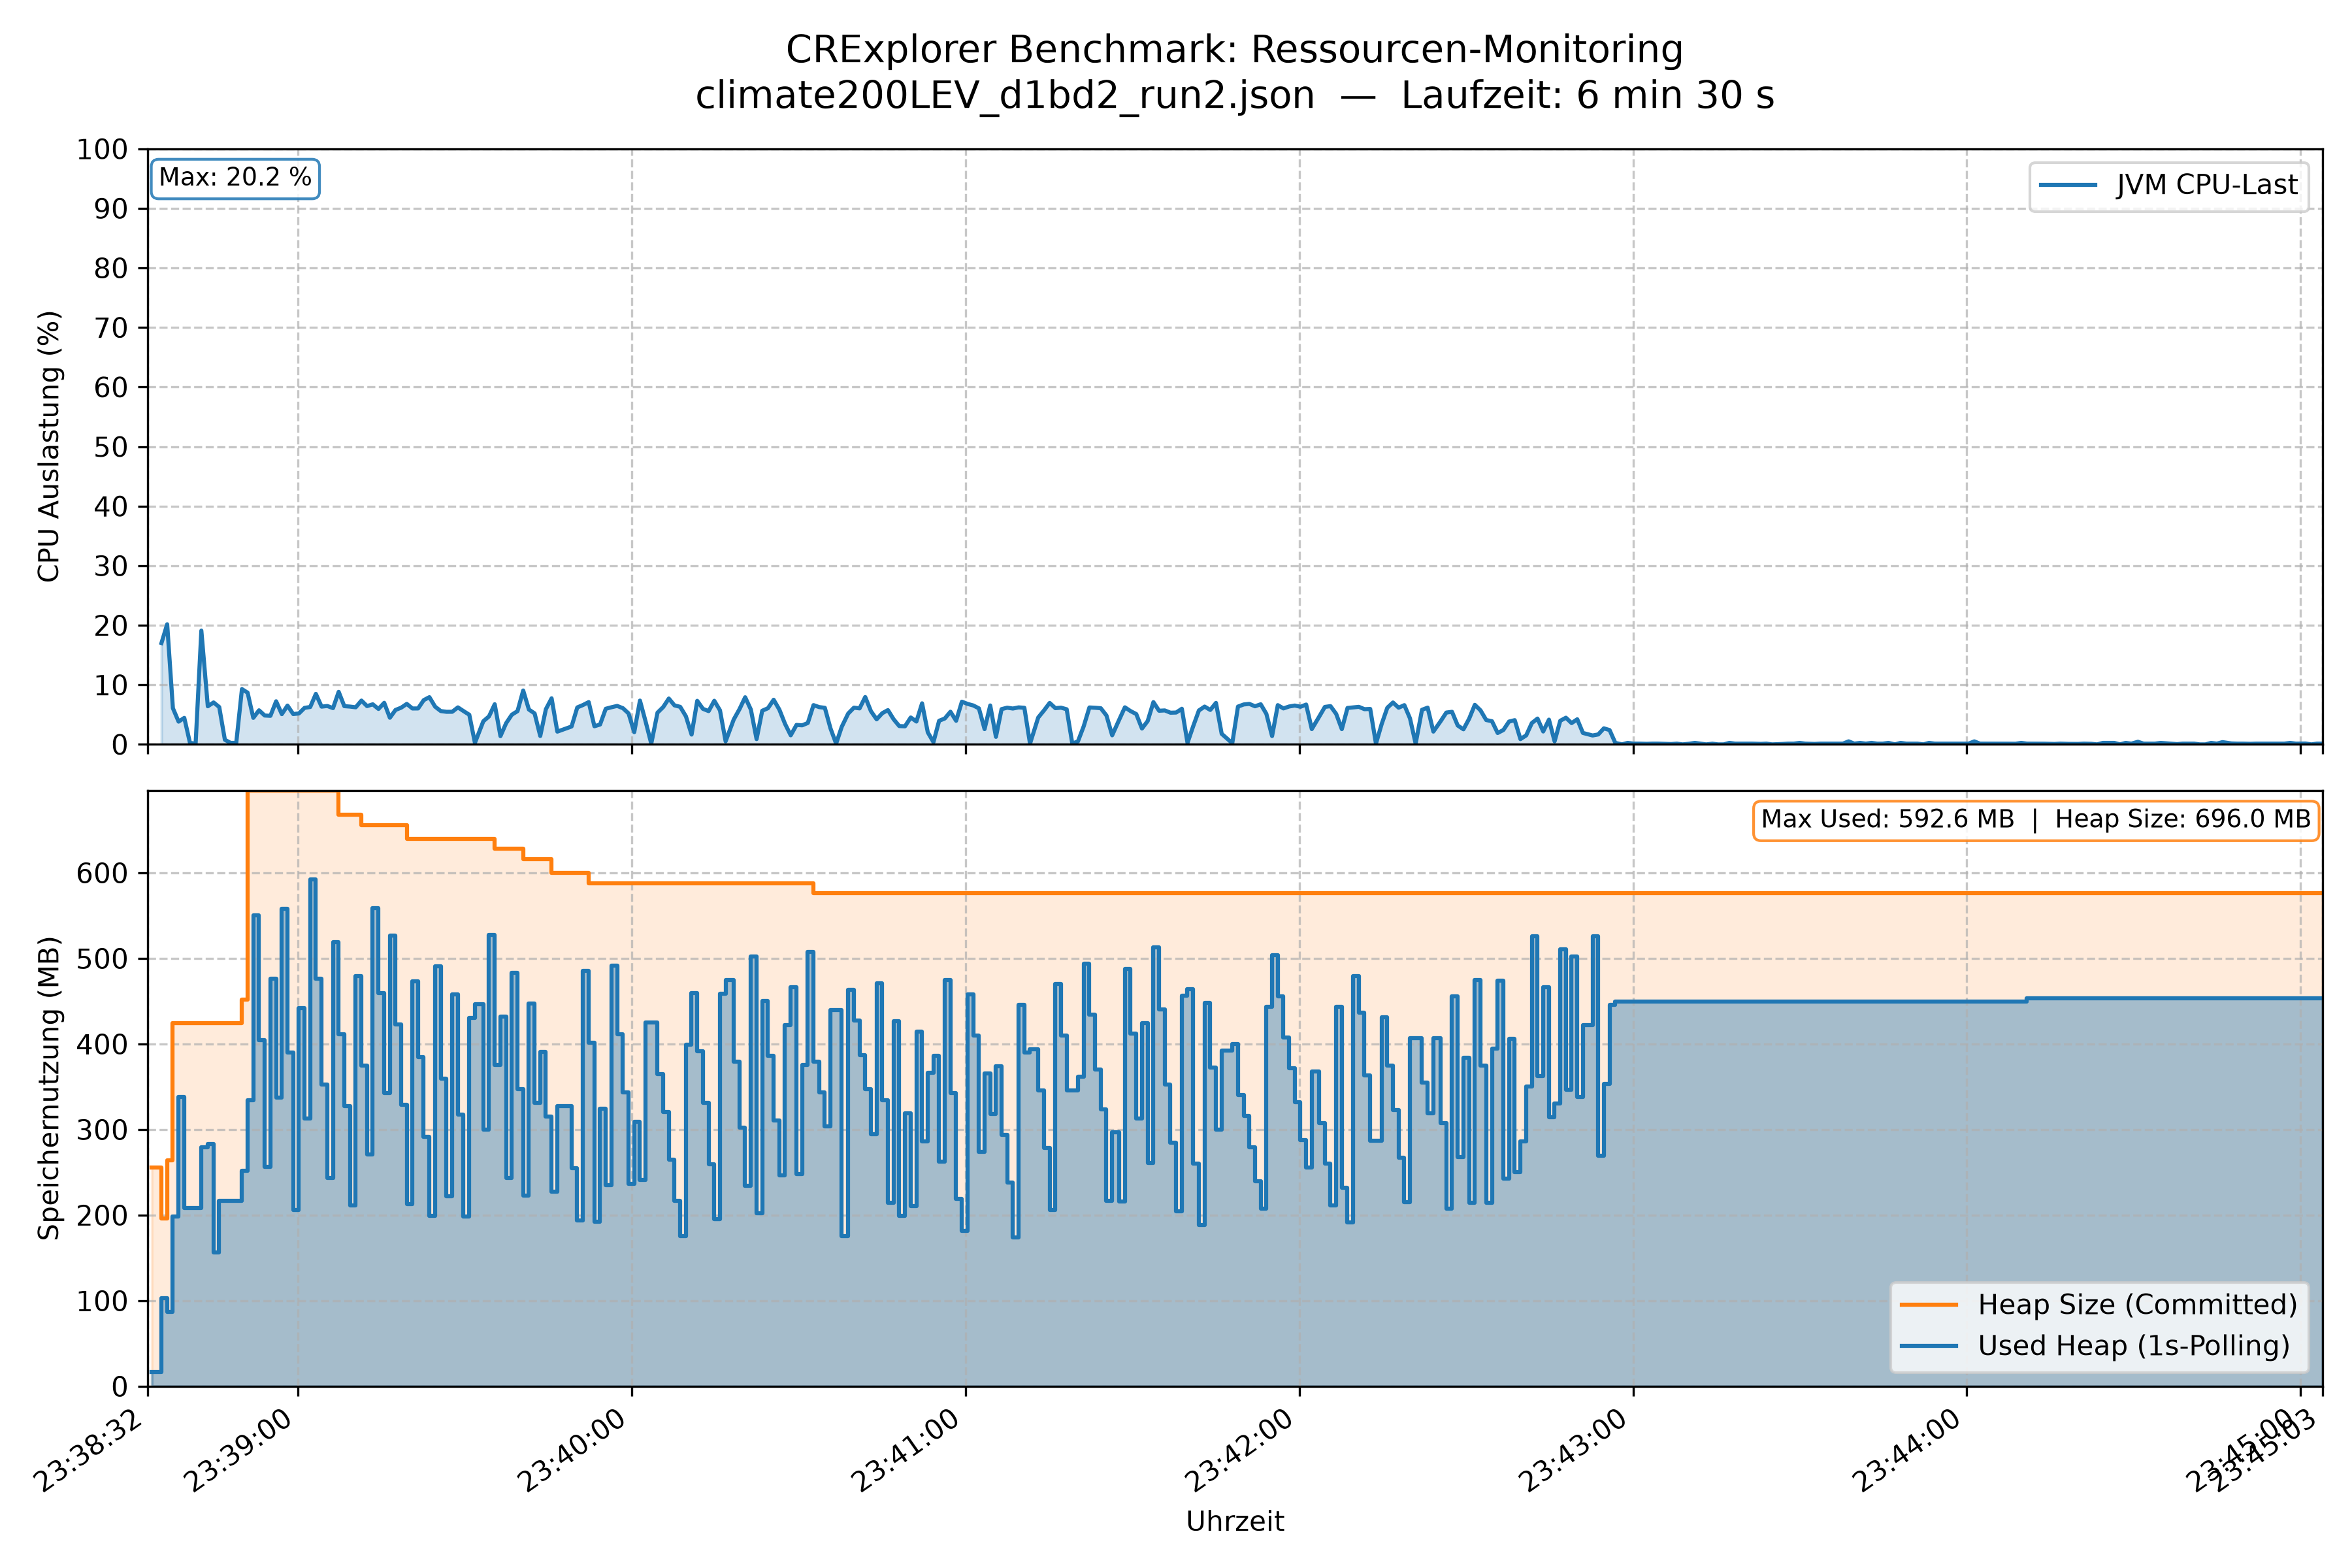 CRExplorer Benchmark: Ressourcen-Monitoring
climate200LEV_d1bd2_run2.json — Laufzeit: 6 min 30 s
Max: 20.2 %
JVM CPU-Last
CPU Auslastung (%)
100
90
80
70
60
50
40
30
20
10
0
Max Used: 592.6 MB | Heap Size: 696.0 MB
Speichernutzung (MB)
600
500
400
300
200
100
0
Heap Size (Committed)
Used Heap (1s-Polling)
23:38:32
23:39:00
23:40:00
23:41:00
23:42:00
23:43:00
23:44:00
23:45:00
23:45:03
Uhrzeit